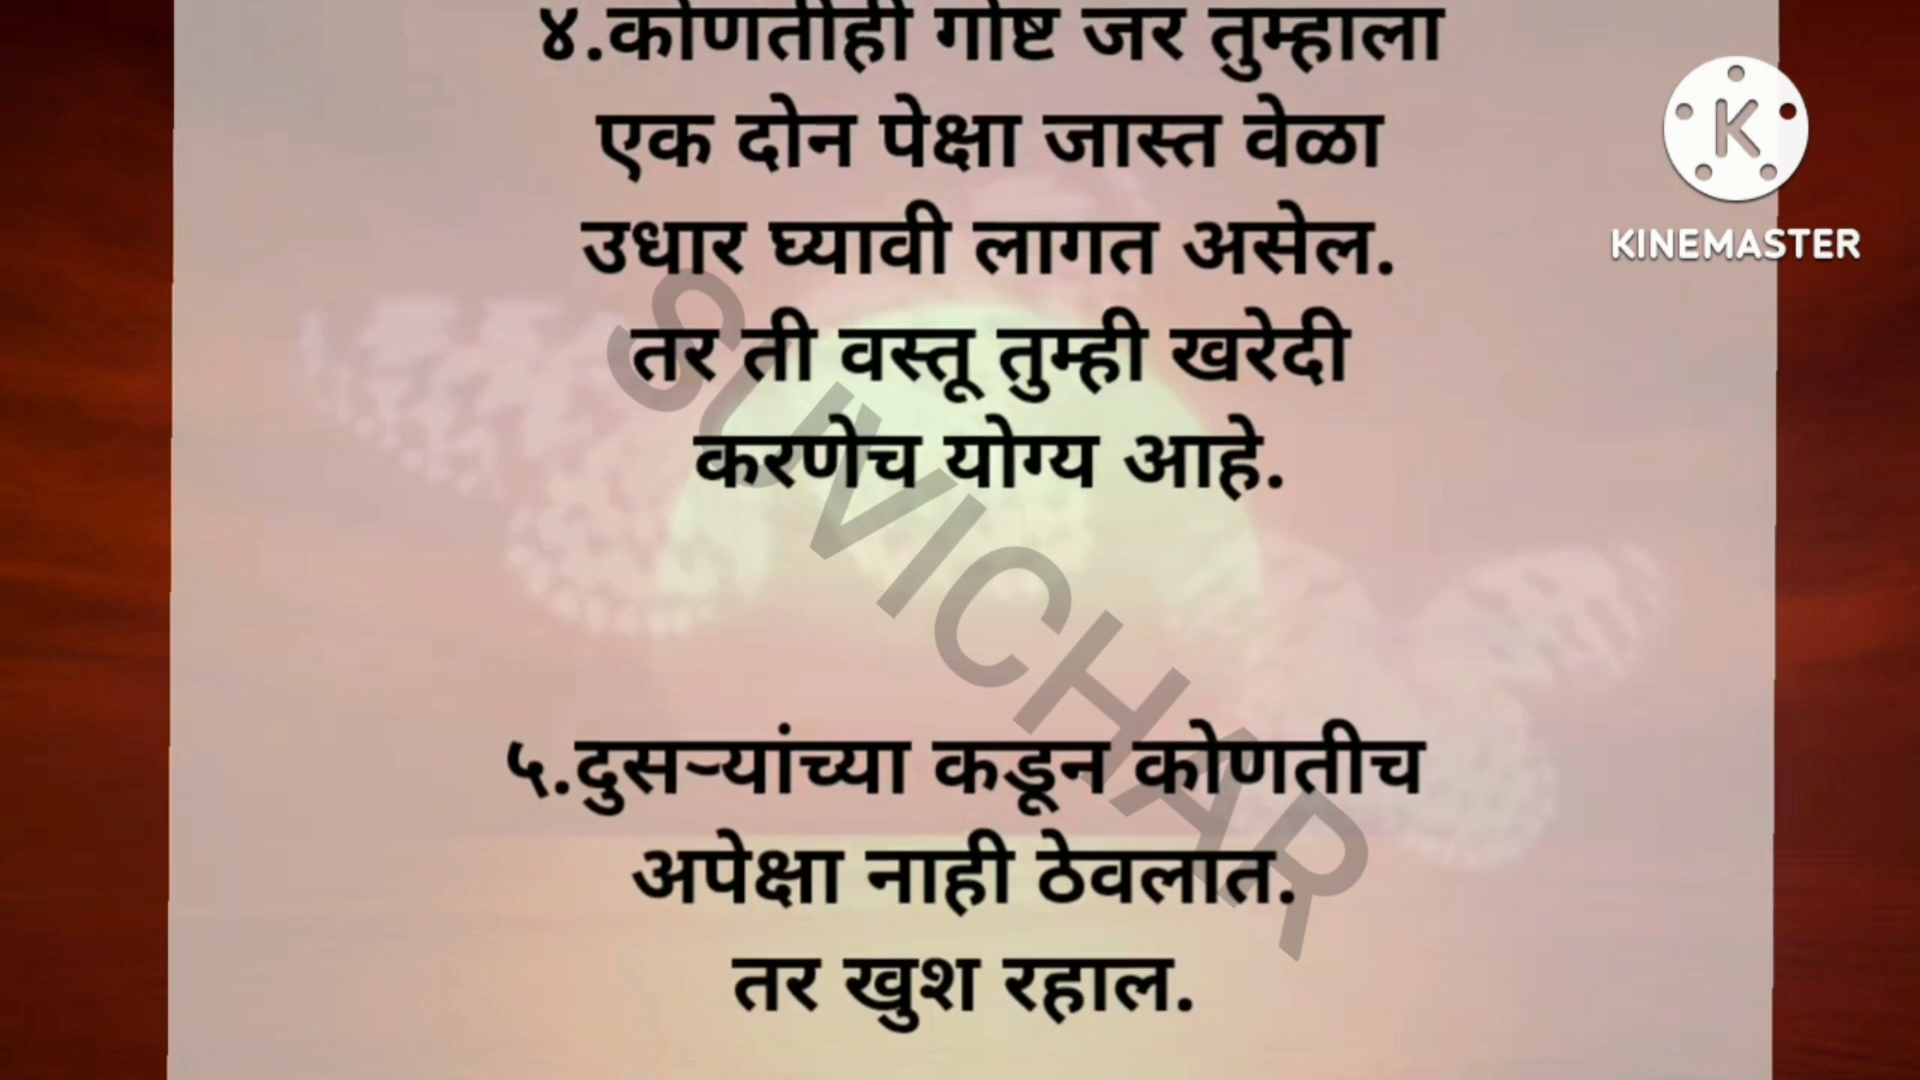 ४.कोणतीही गोष्ट जर तुम्हाला
एक दोन पेक्षा जास्त वेळा
उधार घ्यावी लागत असेल.
तर ती वस्तू तुम्ही खरेदी
करणेच योग्य आहे.
५.दुसऱ्यांच्या कडून कोणतीच
अपेक्षा नाही ठेवलात.
तर खुश रहाल.
SUVICHAR
K
KINEMASTER